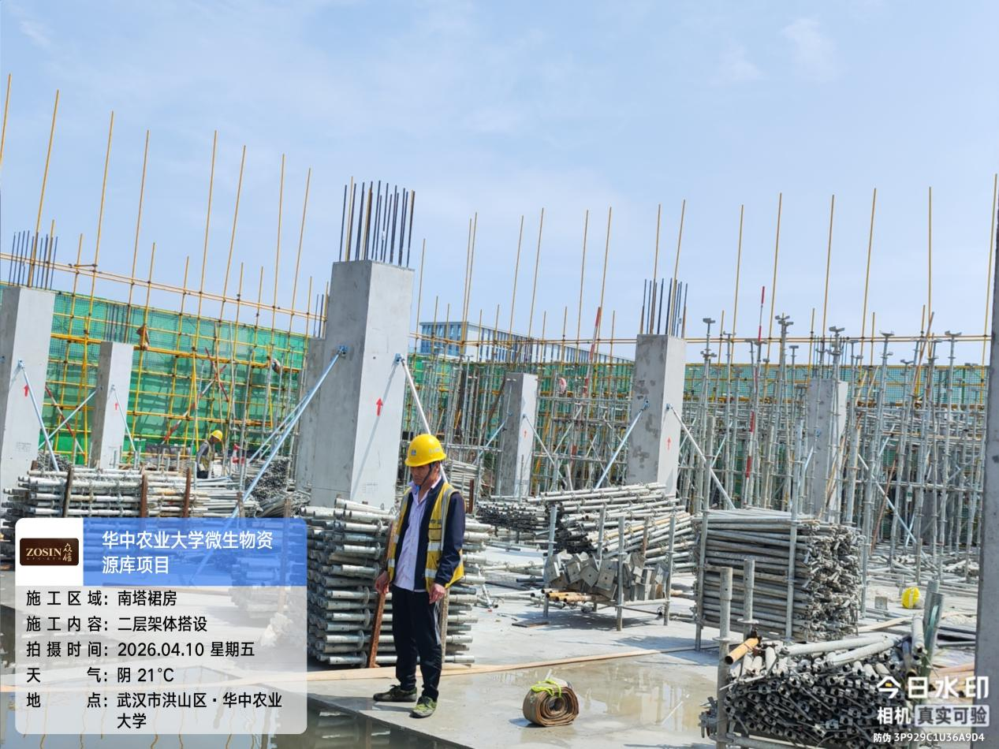 ZOSIN 众信
华中农业大学微生物资
源库项目
施工区域：南塔裙房
施工内容：二层架体搭设
拍摄时间：2026.04.10 星期五
天气：阴 21°C
地点：武汉市洪山区·华中农业
大学
今日水印
相机 真实可验
防伪 3P929C1U36A9D4